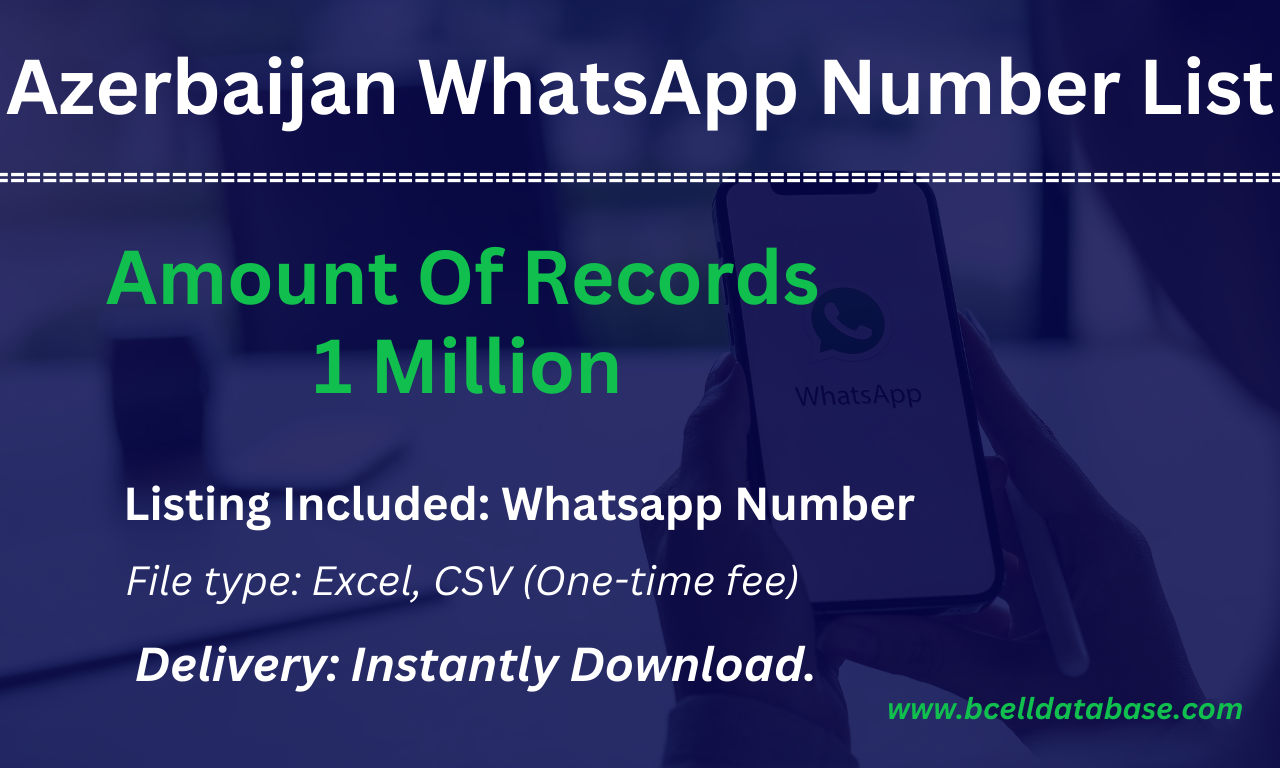 Azerbaijan WhatsApp Number List
================================================================================
Amount Of Records
1 Million
WhatsApp
Listing Included: Whatsapp Number
File type: Excel, CSV (One-time fee)
Delivery: Instantly Download.
www.bcelldatabase.com